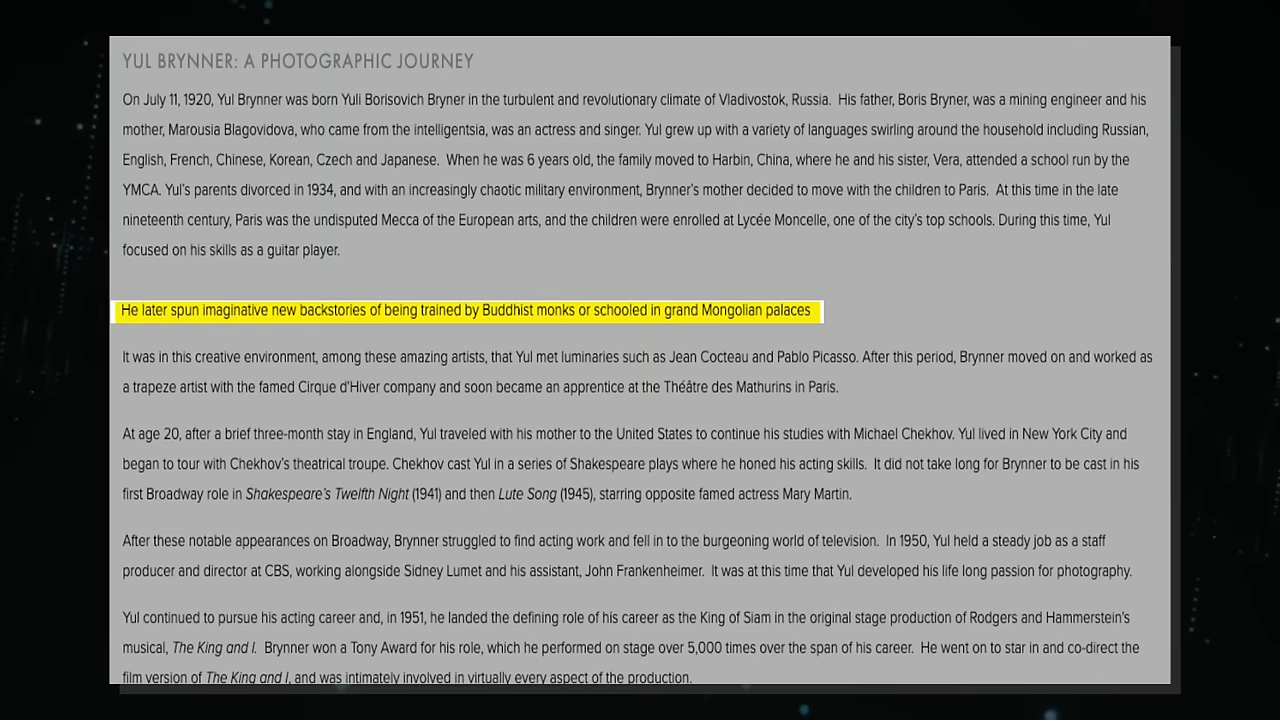 YUL BRYNNER: A PHOTOGRAPHIC JOURNEY
On July 11, 1920, Yul Brynner was born Yuli Borisovich Bryner in the turbulent and revolutionary climate of Vladivostok, Russia. His father, Boris Bryner, was a mining engineer and his
mother, Marousia Blagovidova, who came from the intelligentsia, was an actress and singer. Yul grew up with a variety of languages swirling around the household including Russian,
English, French, Chinese, Korean, Czech and Japanese. When he was 6 years old, the family moved to Harbin, China, where he and his sister, Vera, attended a school run by the
YMCA. Yul's parents divorced in 1934, and with an increasingly chaotic military environment, Brynner's mother decided to move with the children to Paris. At this time in the late
nineteenth century, Paris was the undisputed Mecca of the European arts, and the children were enrolled at Lycée Moncelle, one of the city's top schools. During this time, Yul
focused on his skills as a guitar player.
He later spun imaginative new backstories of being trained by Buddhist monks or schooled in grand Mongolian palaces
It was in this creative environment, among these amazing artists, that Yul met luminaries such as Jean Cocteau and Pablo Picasso. After this period, Brynner moved on and worked as
a trapeze artist with the famed Cirque d'Hiver company and soon became an apprentice at the Théâtre des Mathurins in Paris.
At age 20, after a brief three-month stay in England, Yul traveled with his mother to the United States to continue his studies with Michael Chekhov. Yul lived in New York City and
began to tour with Chekhov's theatrical troupe. Chekhov cast Yul in a series of Shakespeare plays where he honed his acting skills. It did not take long for Brynner to be cast in his
first Broadway role in Shakespeare's Twelfth Night (1941) and then Lute Song (1945), starring opposite famed actress Mary Martin.
After these notable appearances on Broadway, Brynner struggled to find acting work and fell in to the burgeoning world of television. In 1950, Yul held a steady job as a staff
producer and director at CBS, working alongside Sidney Lumet and his assistant, John Frankenheimer. It was at this time that Yul developed his life long passion for photography.
Yul continued to pursue his acting career and, in 1951, he landed the defining role of his career as the King of Siam in the original stage production of Rodgers and Hammerstein's
musical, The King and I. Brynner won a Tony Award for his role, which he performed on stage over 5,000 times over the span of his career. He went on to star in and co-direct the
film version of The King and I, and was intimately involved in virtually every aspect of the production.